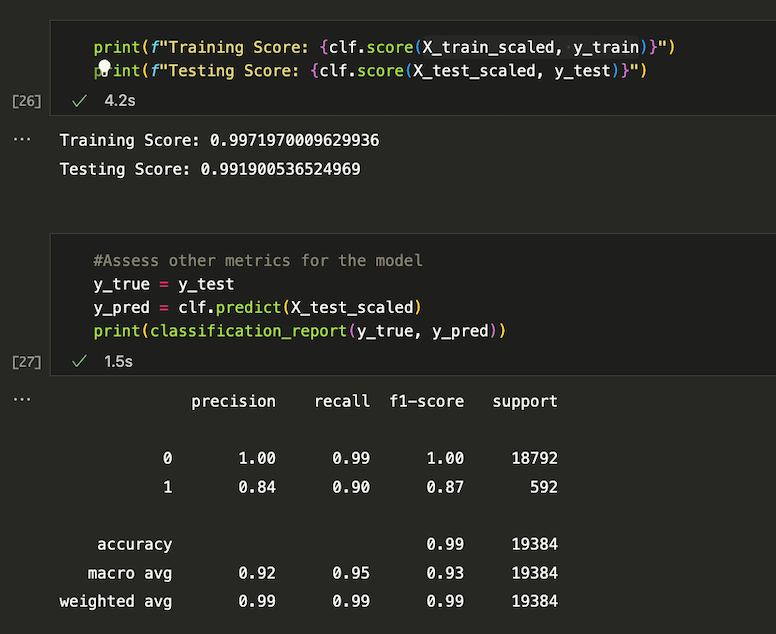 print(f"Training Score: {clf.score(X_train_scaled, y_train)}")
print(f"Testing Score: {clf.score(X_test_scaled, y_test)}")
[26] 4.2s
... Training Score: 0.9971970009629936
Testing Score: 0.991900536524969
#Assess other metrics for the model
y_true = y_test
y_pred = clf.predict(X_test_scaled)
print(classification_report(y_true, y_pred))
[27] 1.5s
... precision recall f1-score support
0 1.00 0.99 1.00 18792
1 0.84 0.90 0.87 592
accuracy 0.99 19384
macro avg 0.92 0.95 0.93 19384
weighted avg 0.99 0.99 0.99 19384